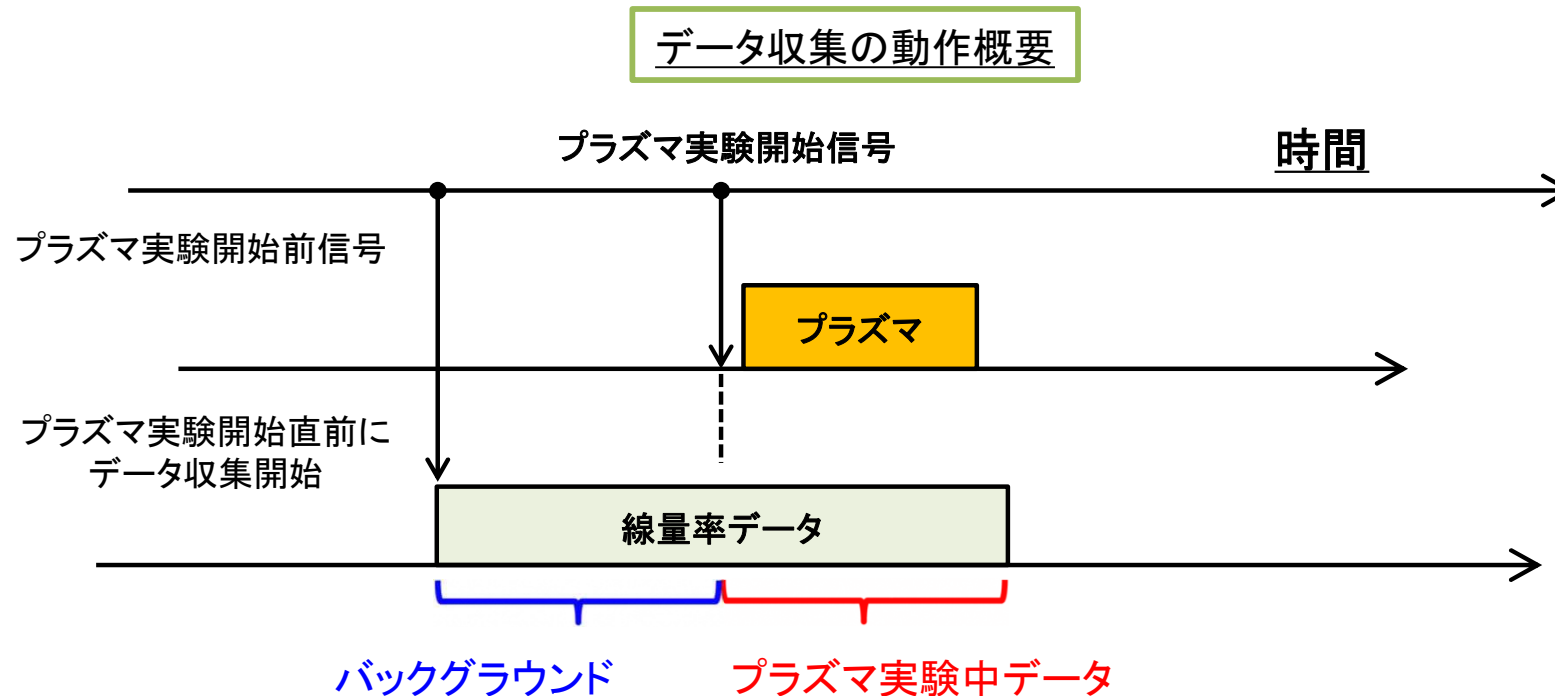 データ収集の動作概要
プラズマ実験開始信号
時間
プラズマ実験開始前信号
プラズマ
プラズマ実験開始直前に
データ収集開始
線量率データ
バックグラウンド
プラズマ実験中データ